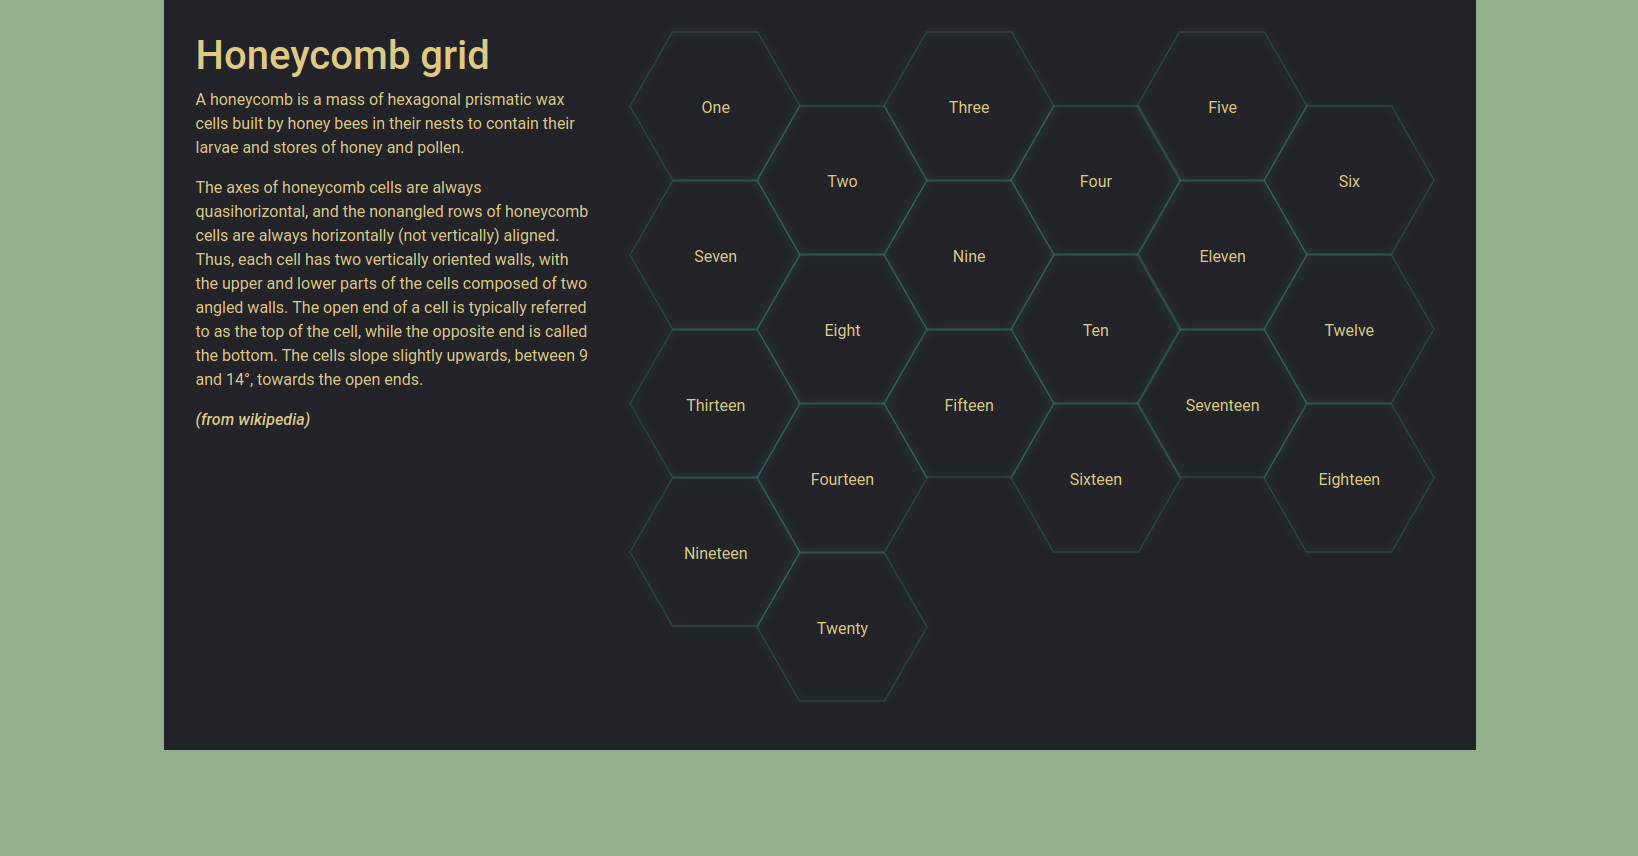 Honeycomb grid
A honeycomb is a mass of hexagonal prismatic wax
cells built by honey bees in their nests to contain their
larvae and stores of honey and pollen.
The axes of honeycomb cells are always
quasihorizontal, and the nonangled rows of honeycomb
cells are always horizontally (not vertically) aligned.
Thus, each cell has two vertically oriented walls, with
the upper and lower parts of the cells composed of two
angled walls. The open end of a cell is typically referred
to as the top of the cell, while the opposite end is called
the bottom. The cells slope slightly upwards, between 9
and 14°, towards the open ends.
(from wikipedia)
One
Two
Three
Four
Five
Six
Seven
Eight
Nine
Ten
Eleven
Twelve
Thirteen
Fourteen
Fifteen
Sixteen
Seventeen
Eighteen
Nineteen
Twenty